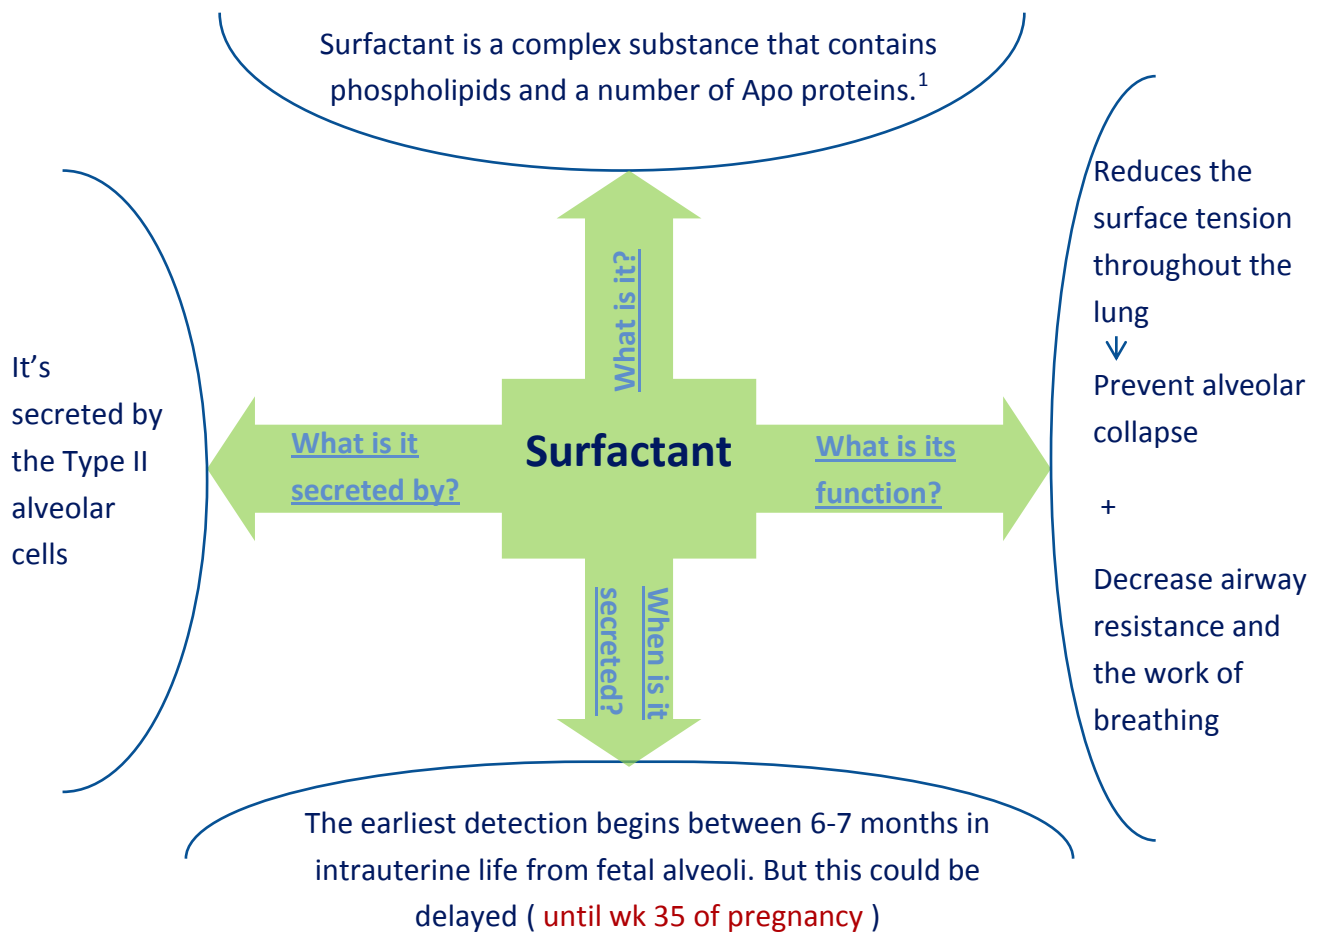 Surfactant is a complex substance that contains
phospholipids and a number of Apo proteins.¹
What is it?
It’s
secreted by
the Type II
alveolar
cells
What is it
secreted by?
Surfactant
What is its
function?
Reduces the
surface tension
throughout the
lung
Prevent alveolar
collapse
+
Decrease airway
resistance and
the work of
breathing
When is it
secreted?
The earliest detection begins between 6-7 months in
intrauterine life from fetal alveoli. But this could be
delayed ( until wk 35 of pregnancy )